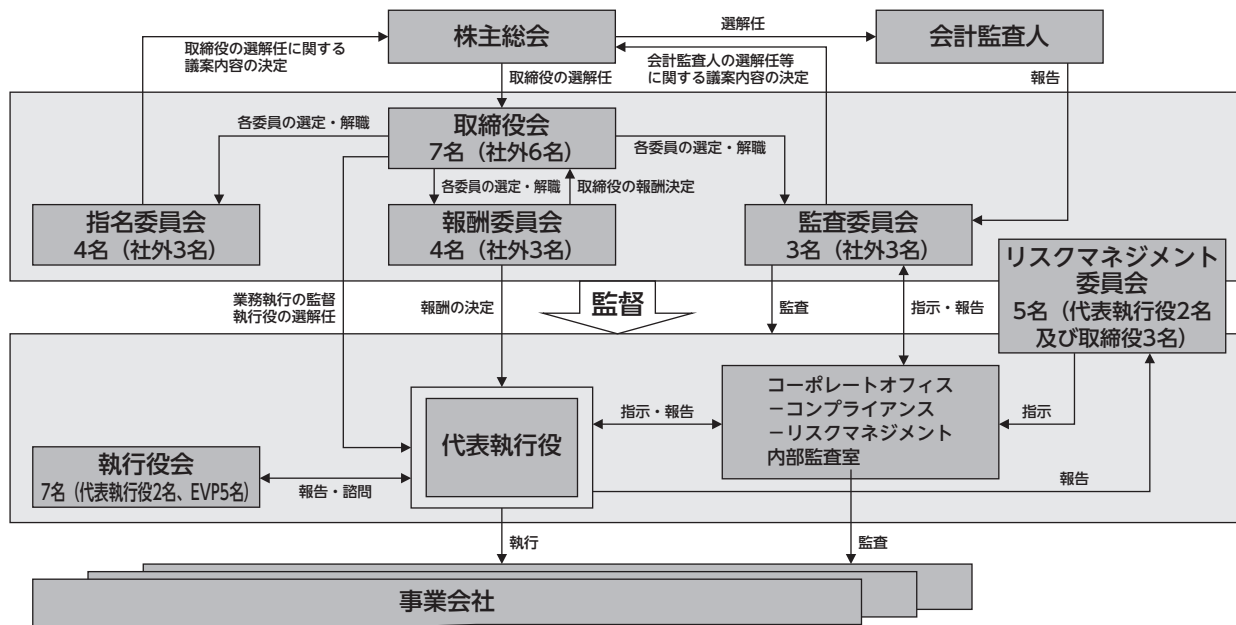 株主総会
選解任
会計監査人
取締役の選解任に関する
議案内容の決定
取締役の選解任
会計監査人の選解任等
に関する議案内容の決定
報告
各委員の選定・解職
取締役会
7名（社外6名）
各委員の選定・解職
各委員の選定・解職
取締役の報酬決定
指名委員会
4名（社外3名）
報酬委員会
4名（社外3名）
監査委員会
3名（社外3名）
リスクマネジメント
委員会
5名（代表執行役2名
及び取締役3名）
業務執行の監督
執行役の選解任
報酬の決定
監督
監査
指示・報告
コーポレートオフィス
－コンプライアンス
－リスクマネジメント
内部監査室
指示・報告
指示
代表執行役
執行役会
7名（代表執行役2名、EVP5名）
報告・諮問
報告
執行
監査
事業会社